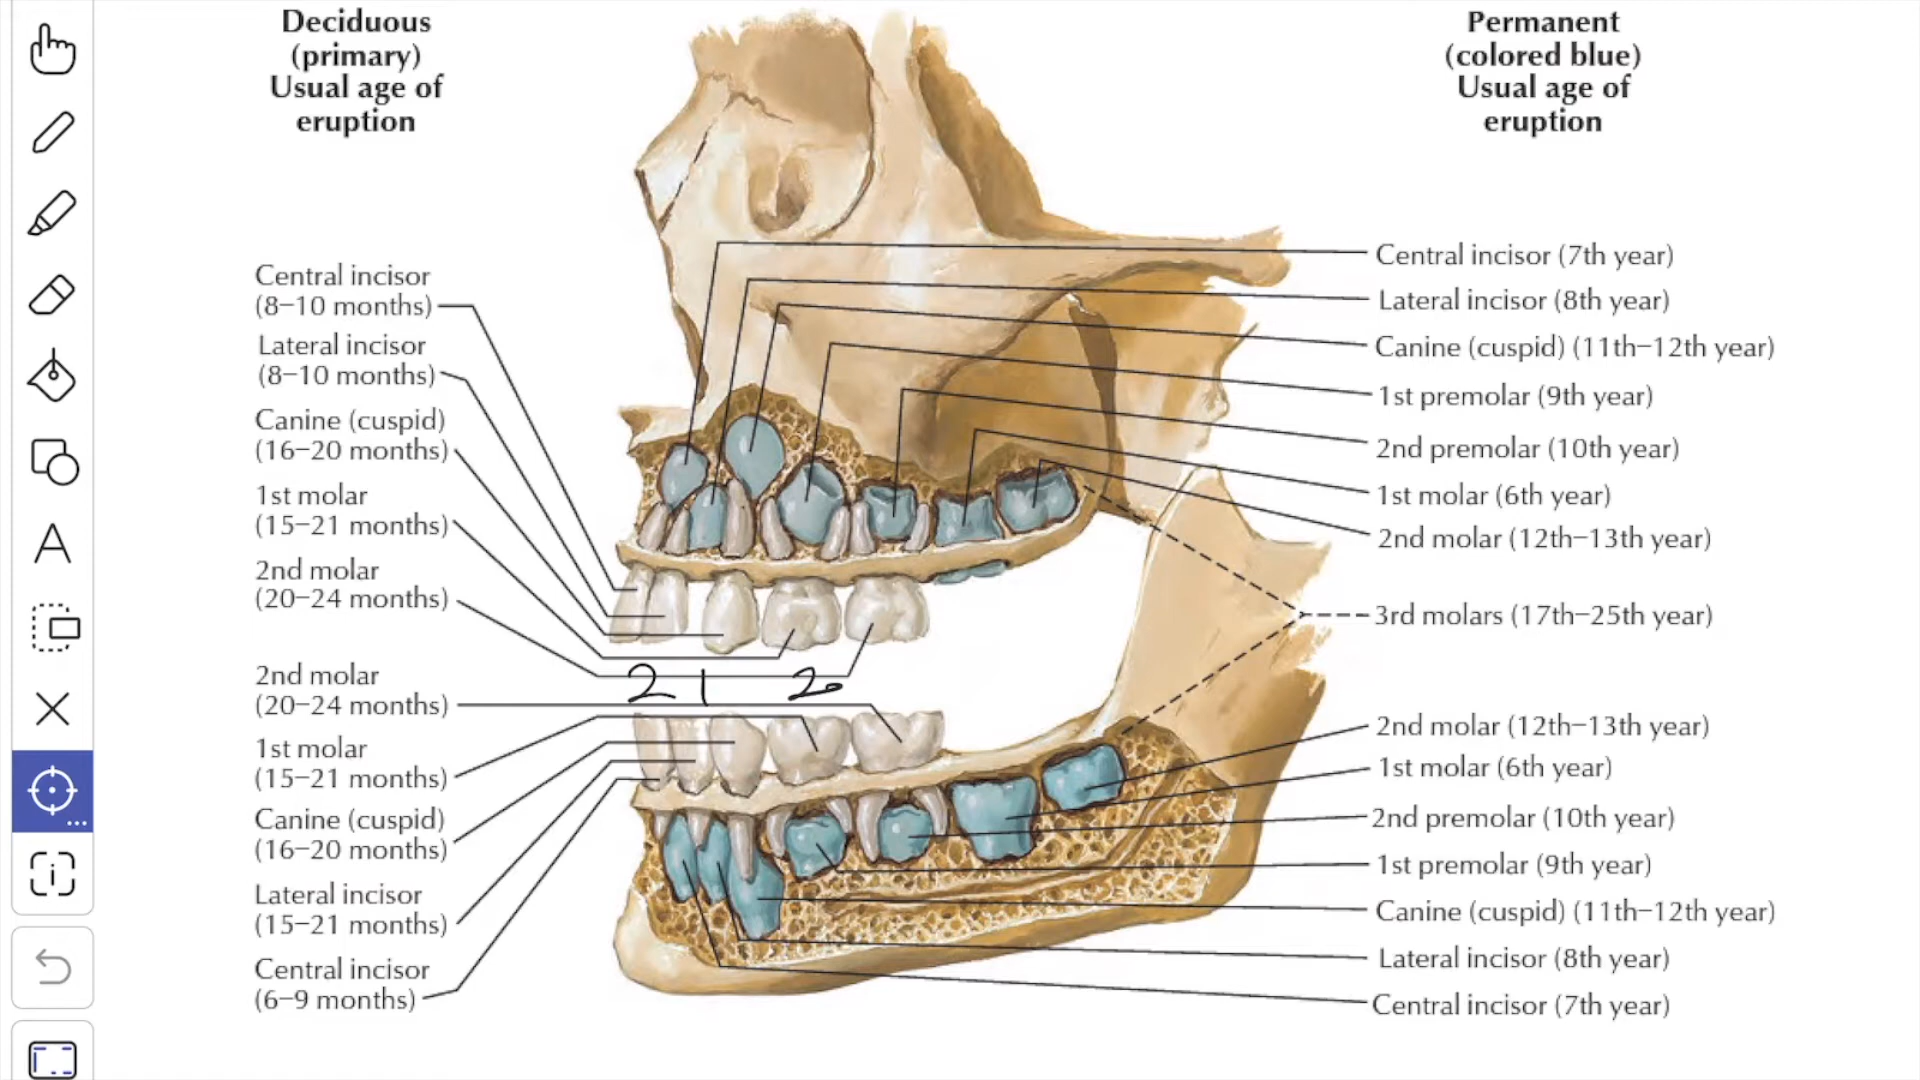 Deciduous
(primary)
Usual age of
eruption
Permanent
(colored blue)
Usual age of
eruption
Central incisor
(8–10 months)
Lateral incisor
(8–10 months)
Canine (cuspid)
(16–20 months)
1st molar
(15–21 months)
2nd molar
(20–24 months)
2nd molar
(20–24 months)
1st molar
(15–21 months)
Canine (cuspid)
(16–20 months)
Lateral incisor
(15–21 months)
Central incisor
(6–9 months)
2 1 2
Central incisor (7th year)
Lateral incisor (8th year)
Canine (cuspid) (11th–12th year)
1st premolar (9th year)
2nd premolar (10th year)
1st molar (6th year)
2nd molar (12th–13th year)
3rd molars (17th–25th year)
2nd molar (12th–13th year)
1st molar (6th year)
2nd premolar (10th year)
1st premolar (9th year)
Canine (cuspid) (11th–12th year)
Lateral incisor (8th year)
Central incisor (7th year)